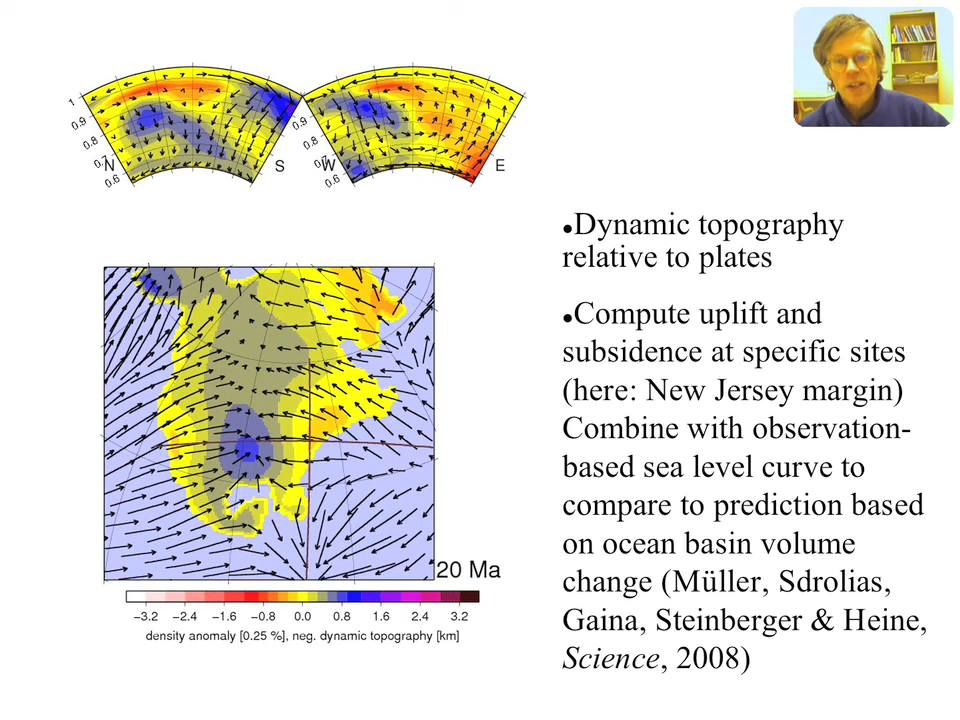 1
0.9
0.8
0.7
0.6
N
S
0.9
0.8
0.7
0.6
W
E
●Dynamic topography
relative to plates
●Compute uplift and
subsidence at specific sites
(here: New Jersey margin)
Combine with observation-
based sea level curve to
compare to prediction based
on ocean basin volume
change (Müller, Sdrolias,
Gaina, Steinberger & Heine,
Science, 2008)
20 Ma
−3.2 −2.4 −1.6 −0.8 0.0 0.8 1.6 2.4 3.2
density anomaly [0.25 %], neg. dynamic topography [km]